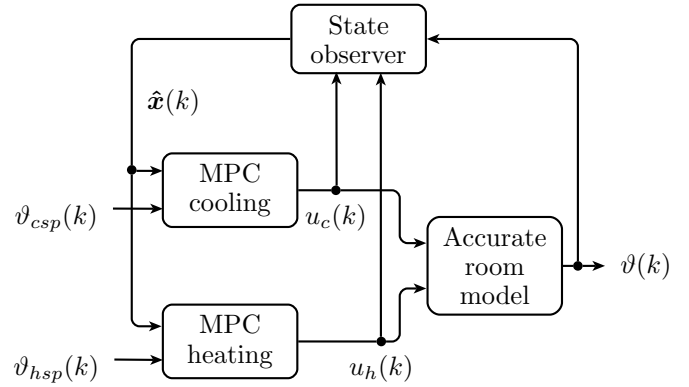 State
observer
x̂(k)
MPC
cooling
ϑcsp(k)
uc(k)
Accurate
room
model
ϑ(k)
MPC
heating
ϑhsp(k)
uh(k)